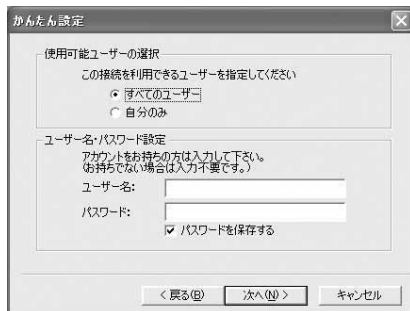 かんたん設定
使用可能ユーザーの選択
この接続を利用できるユーザーを指定してください
すべてのユーザー
自分のみ
ユーザー名・パスワード設定
アカウントをお持ちの方は入力して下さい。
(お持ちでない場合は入力不要です。)
ユーザー名:
パスワード:
パスワードを保存する
< 戻る(B) 次へ(N) > キャンセル